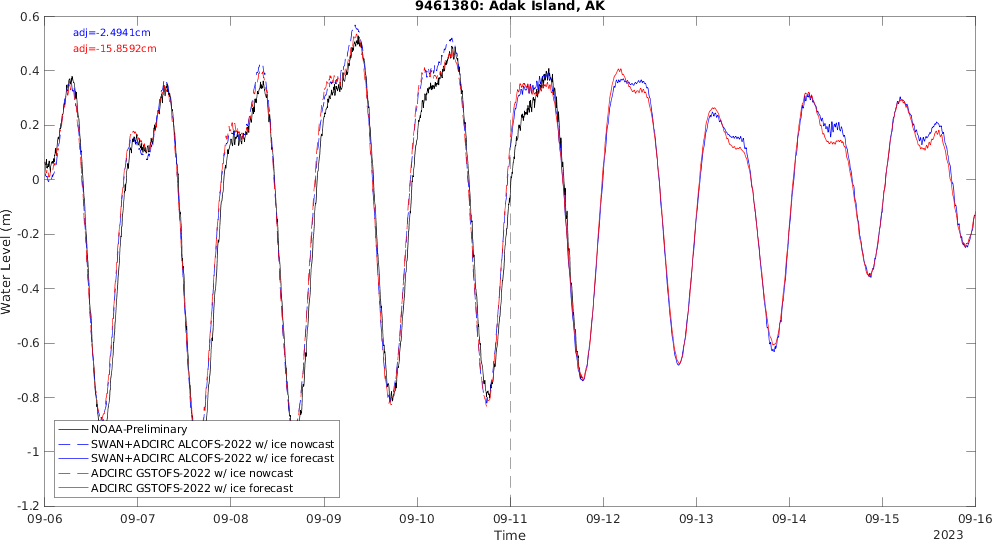 9461380: Adak Island, AK
adj=-2.4941cm
adj=-15.8592cm
0.6
0.4
0.2
0
-0.2
-0.4
-0.6
-0.8
-1
-1.2
Water Level (m)
NOAA-Preliminary
SWAN+ADCIRC ALCOFS-2022 w/ ice nowcast
SWAN+ADCIRC ALCOFS-2022 w/ ice forecast
ADCIRC GSTOFS-2022 w/ ice nowcast
ADCIRC GSTOFS-2022 w/ ice forecast
09-06 09-07 09-08 09-09 09-10 09-11 09-12 09-13 09-14 09-15 09-16
Time
2023